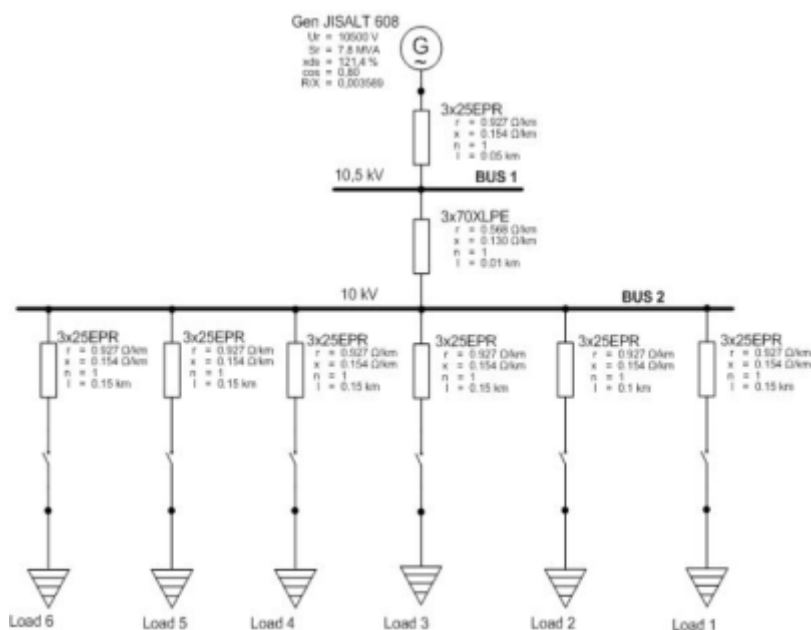 Gen JISALT 608
Ur = 10500 V
Sr = 7.8 MVA
xds = 121,4 %
cos = 0,80
R/X = 0,003589
G
~
3x25EPR
r = 0.927 Ω/km
x = 0.154 Ω/km
n = 1
l = 0.05 km
10,5 kV
BUS 1
3x70XLPE
r = 0.568 Ω/km
x = 0.130 Ω/km
n = 1
l = 0.01 km
10 kV
BUS 2
3x25EPR
r = 0.927 Ω/km
x = 0.154 Ω/km
n = 1
l = 0.15 km
3x25EPR
r = 0.927 Ω/km
x = 0.154 Ω/km
n = 1
l = 0.15 km
3x25EPR
r = 0.927 Ω/km
x = 0.154 Ω/km
n = 1
l = 0.15 km
3x25EPR
r = 0.927 Ω/km
x = 0.154 Ω/km
n = 1
l = 0.15 km
3x25EPR
r = 0.927 Ω/km
x = 0.154 Ω/km
n = 1
l = 0.1 km
3x25EPR
r = 0.927 Ω/km
x = 0.154 Ω/km
n = 1
l = 0.15 km
Load 6
Load 5
Load 4
Load 3
Load 2
Load 1